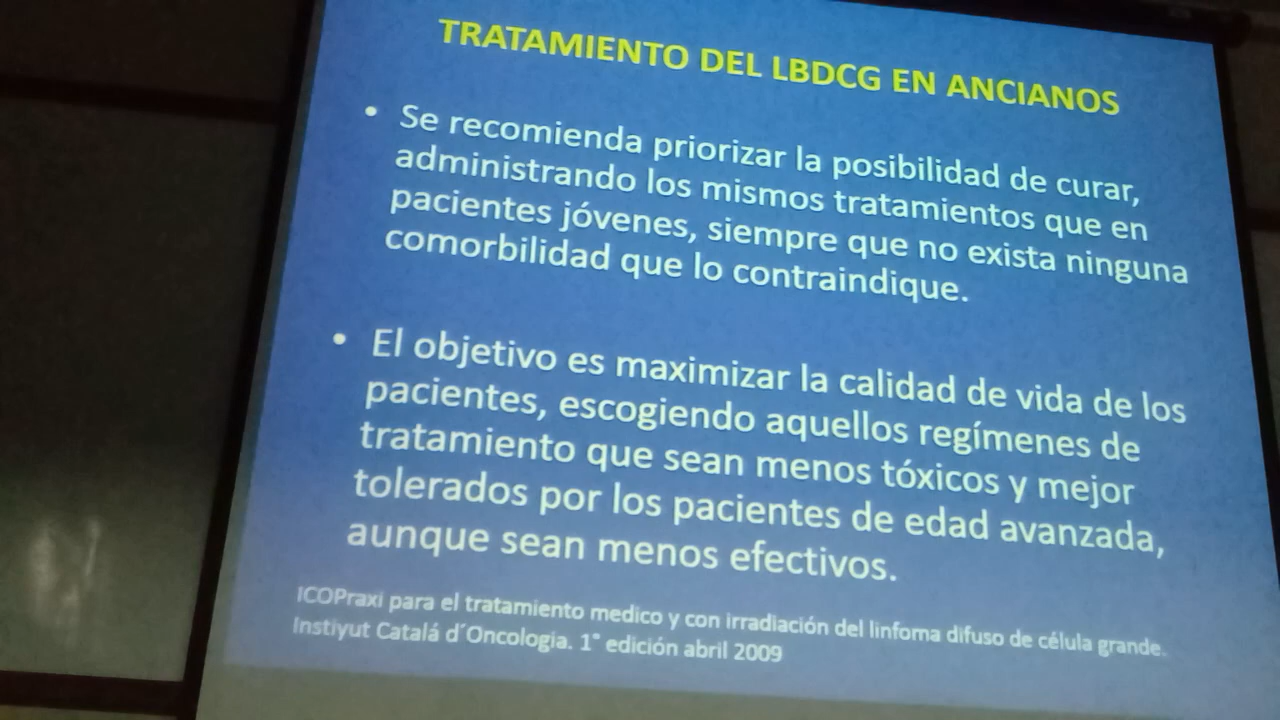 TRATAMIENTO DEL LBDCG EN ANCIANOS
• Se recomienda priorizar la posibilidad de curar,
administrando los mismos tratamientos que en
pacientes jóvenes, siempre que no exista ninguna
comorbilidad que lo contraindique.
• El objetivo es maximizar la calidad de vida de los
pacientes, escogiendo aquellos regímenes de
tratamiento que sean menos tóxicos y mejor
tolerados por los pacientes de edad avanzada,
aunque sean menos efectivos.
ICOPraxi para el tratamiento medico y con irradiación del linfoma difuso de célula grande.
Instiyut Catalá d´Oncologia. 1° edición abril 2009